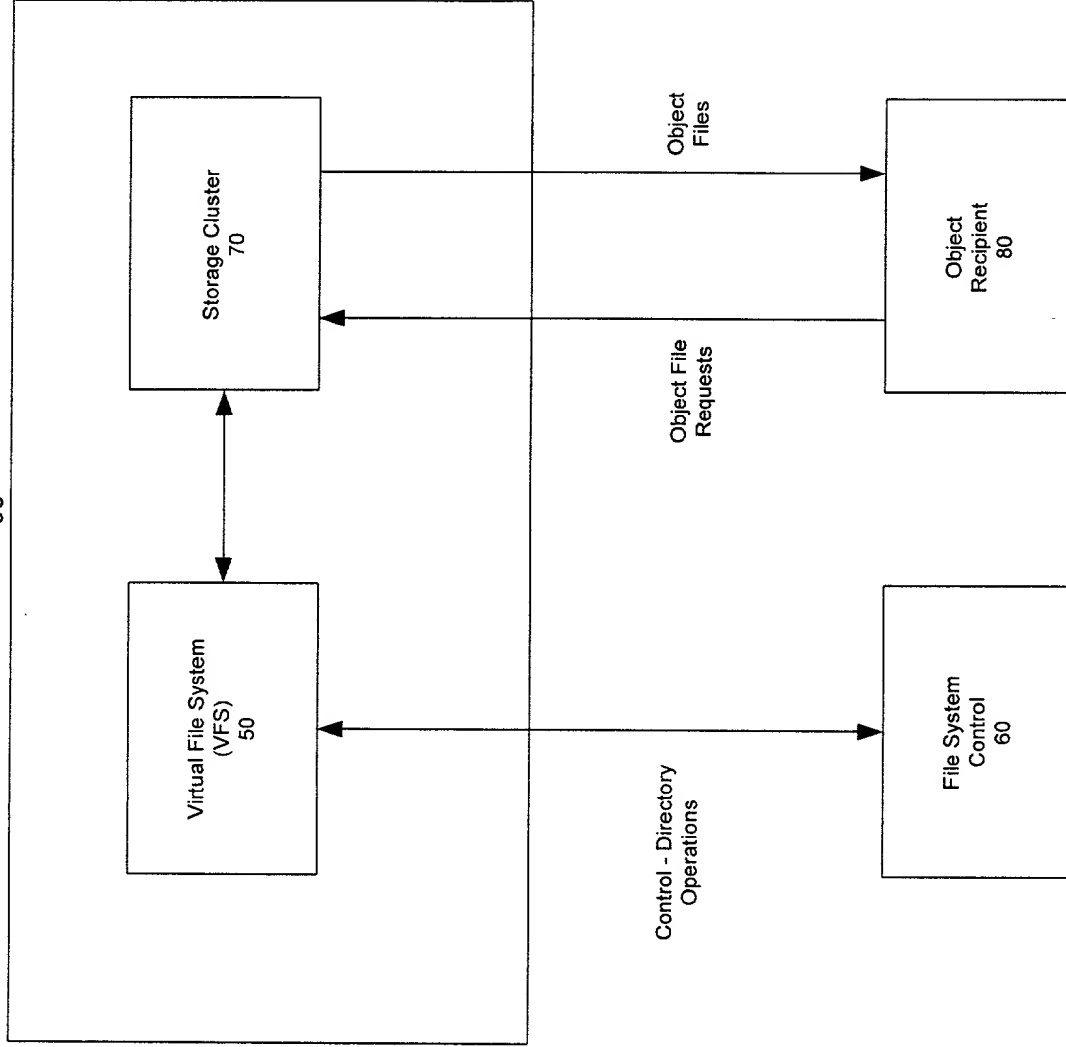 Virtual File System
(VFS)
50
Storage Cluster
70
Control - Directory
Operations
Object File
Requests
Object
Files
File System
Control
60
Object
Recipient
80